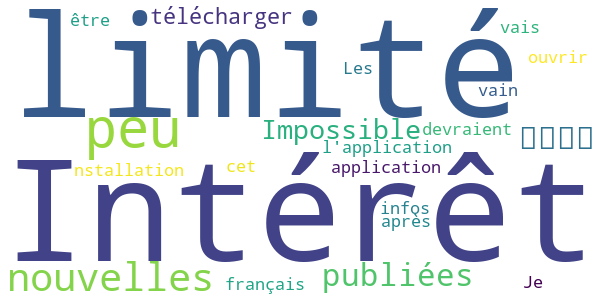 être
télécharger
vais
limité
ouvrir
Les
vain
peu
Impossible
devraient
l'application
nstallation
cet
application
Intérêt
infos
après
nouvelles
français
publiées
Je